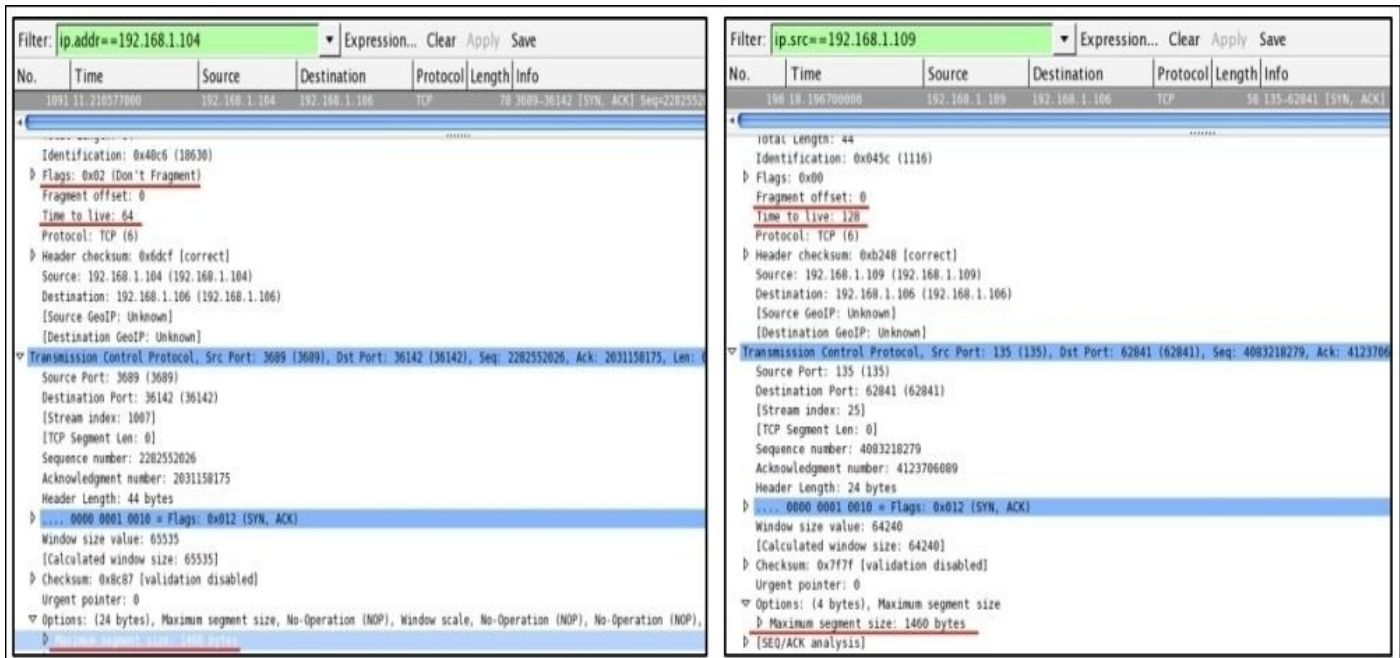 Filter: ip.addr==192.168.1.104 Expression... Clear Apply Save
No. Time Source Destination Protocol Length Info
1091 11.210577000 192.168.1.104 192.168.1.106 TCP 78 3689→36142 [SYN, ACK] Seq=2282552
Identification: 0x48c6 (18630)
Flags: 0x02 (Don't Fragment)
Fragment offset: 0
Time to live: 64
Protocol: TCP (6)
Header checksum: 0x6dcf [correct]
Source: 192.168.1.104 (192.168.1.104)
Destination: 192.168.1.106 (192.168.1.106)
[Source GeoIP: Unknown]
[Destination GeoIP: Unknown]
Transmission Control Protocol, Src Port: 3689 (3689), Dst Port: 36142 (36142), Seq: 2282552026, Ack: 2031158175, Len: 0
Source Port: 3689 (3689)
Destination Port: 36142 (36142)
[Stream index: 1007]
[TCP Segment Len: 0]
Sequence number: 2282552026
Acknowledgment number: 2031158175
Header Length: 44 bytes
.... 0000 0001 0010 = Flags: 0x012 (SYN, ACK)
Window size value: 65535
[Calculated window size: 65535]
Checksum: 0x8c87 [validation disabled]
Urgent pointer: 0
Options: (24 bytes), Maximum segment size, No-Operation (NOP), Window scale, No-Operation (NOP), No-Operation (NOP),
Maximum segment size: 1460 bytes
Filter: ip.src==192.168.1.109 Expression... Clear Apply Save
No. Time Source Destination Protocol Length Info
198 18.196700000 192.168.1.109 192.168.1.106 TCP 58 135→62841 [SYN, ACK]
Total Length: 44
Identification: 0x045c (1116)
Flags: 0x00
Fragment offset: 0
Time to live: 128
Protocol: TCP (6)
Header checksum: 0xb248 [correct]
Source: 192.168.1.109 (192.168.1.109)
Destination: 192.168.1.106 (192.168.1.106)
[Source GeoIP: Unknown]
[Destination GeoIP: Unknown]
Transmission Control Protocol, Src Port: 135 (135), Dst Port: 62841 (62841), Seq: 4083218279, Ack: 4123706
Source Port: 135 (135)
Destination Port: 62841 (62841)
[Stream index: 25]
[TCP Segment Len: 0]
Sequence number: 4083218279
Acknowledgment number: 4123706089
Header Length: 24 bytes
.... 0000 0001 0010 = Flags: 0x012 (SYN, ACK)
Window size value: 64240
[Calculated window size: 64240]
Checksum: 0x7f7f [validation disabled]
Urgent pointer: 0
Options: (4 bytes), Maximum segment size
Maximum segment size: 1460 bytes
[SEQ/ACK analysis]